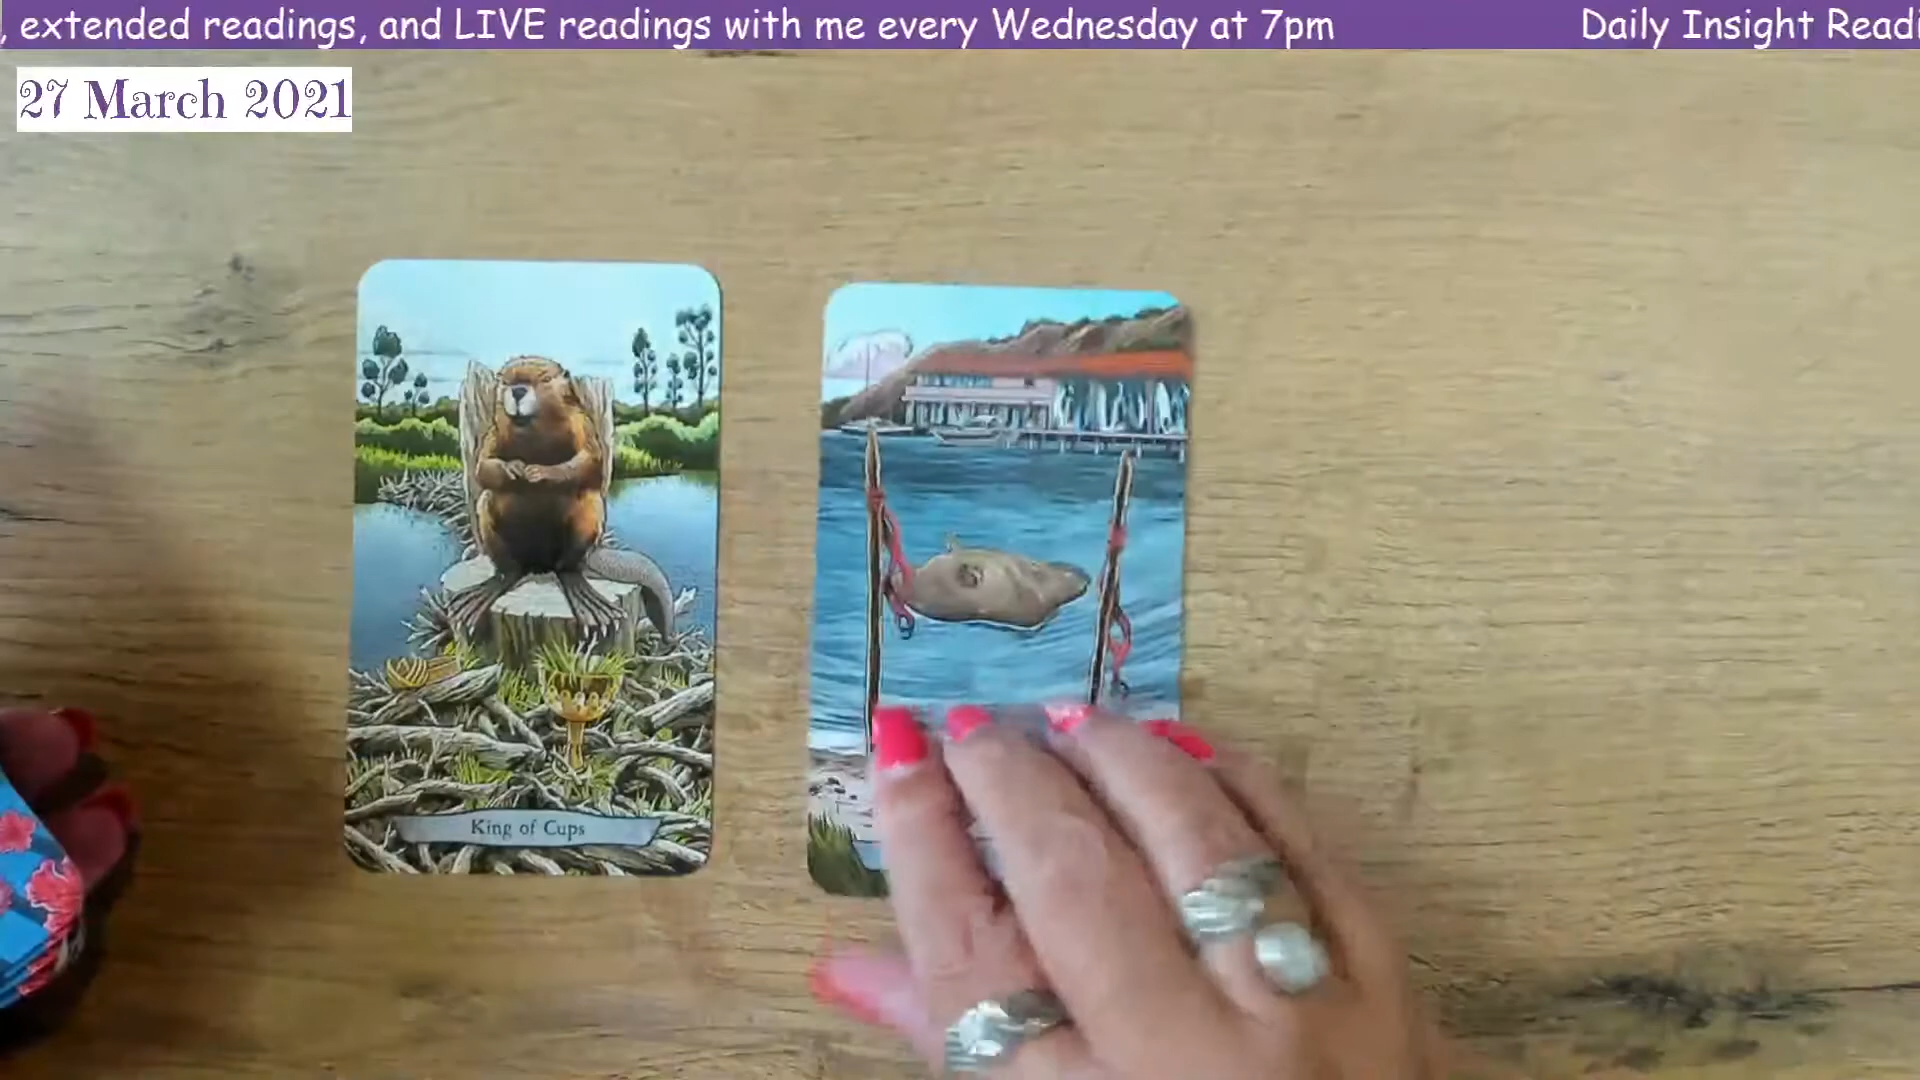 , extended readings, and LIVE readings with me every Wednesday at 7pm Daily Insight Readi
27 March 2021
King of Cups